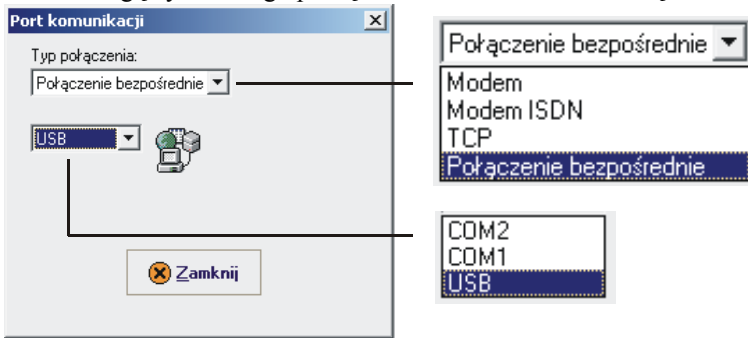 Port komunikacji
Typ połączenia:
Połączenie bezpośrednie
USB
Zamknij
Połączenie bezpośrednie
Modem
Modem ISDN
TCP
Połączenie bezpośrednie
COM2
COM1
USB